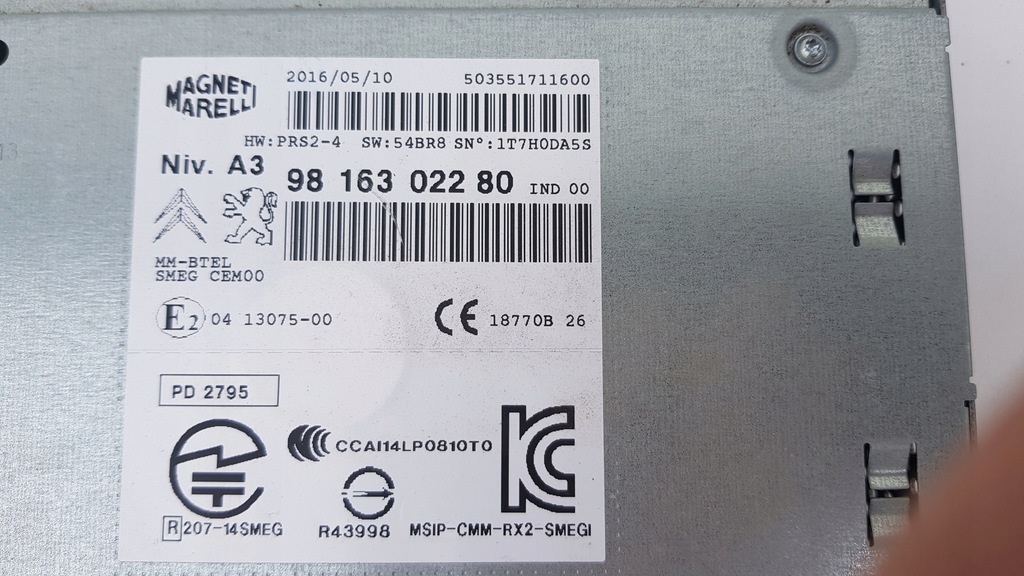 MAGNETI MARELLI
2016/05/10 503551711600
HW:PRS2-4 SW:54BR8 SN°:1T7H0DA5S
Niv. A3
98 163 022 80 IND 00
MM-BTEL
SMEG CEM00
E2 04 13075-00
CE 18770B 26
PD 2795
CCAI14LP0810T0
R 207-14SMEG
R43998
MSIP-CMM-RX2-SMEGI